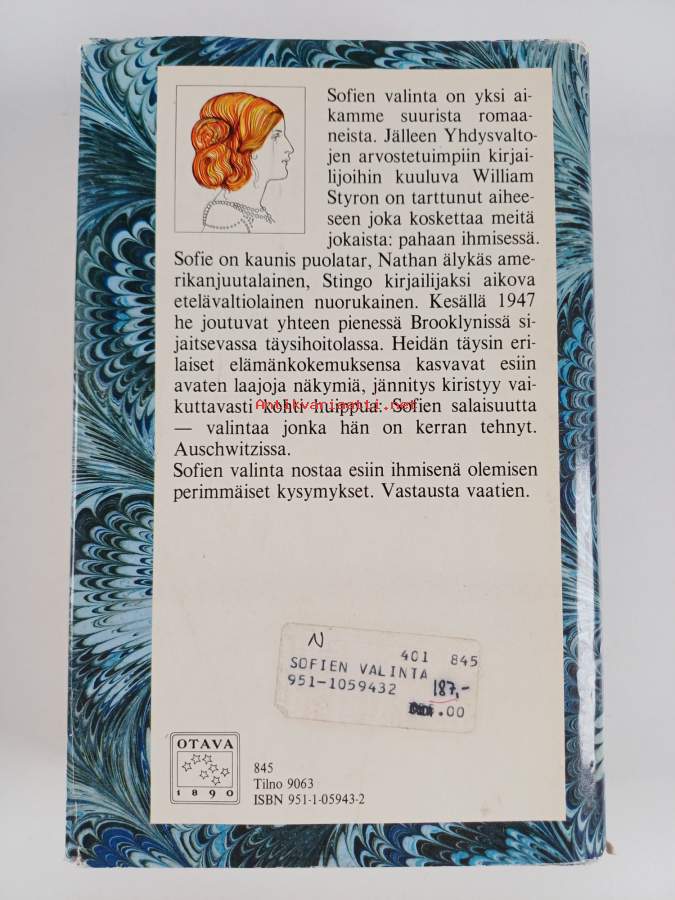 Sofien valinta on yksi ai-
kamme suurista romaa-
neista. Jälleen Yhdysvalto-
jen arvostetuimpiin kirjai-
lijoihin kuuluva William
Styron on tarttunut aihee-
seen joka koskettaa meitä
jokaista: pahaan ihmisessä.
Sofie on kaunis puolatar, Nathan älykäs ame-
rikanjuutalainen, Stingo kirjailijaksi aikova
etelävaltiolainen nuorukainen. Kesällä 1947
he joutuvat yhteen pienessä Brooklynissä si-
jaitsevassa täysihoitolassa. Heidän täysin eri-
laiset elämänkokemuksensa kasvavat esiin
avaten laajoja näkymiä, jännitys kiristyy vai-
kuttavasti kohti huippua: Sofien salaisuutta
Antikvariaatti.net
— valintaa jonka hän on kerran tehnyt.
Auschwitzissa.
Sofien valinta nostaa esiin ihmisenä olemisen
perimmäiset kysymykset. Vastausta vaatien.
N
401 845
SOFIEN VALINTA
951-1059432 187,-
.00
OTAVA
1890
845
Tilno 9063
ISBN 951-1-05943-2